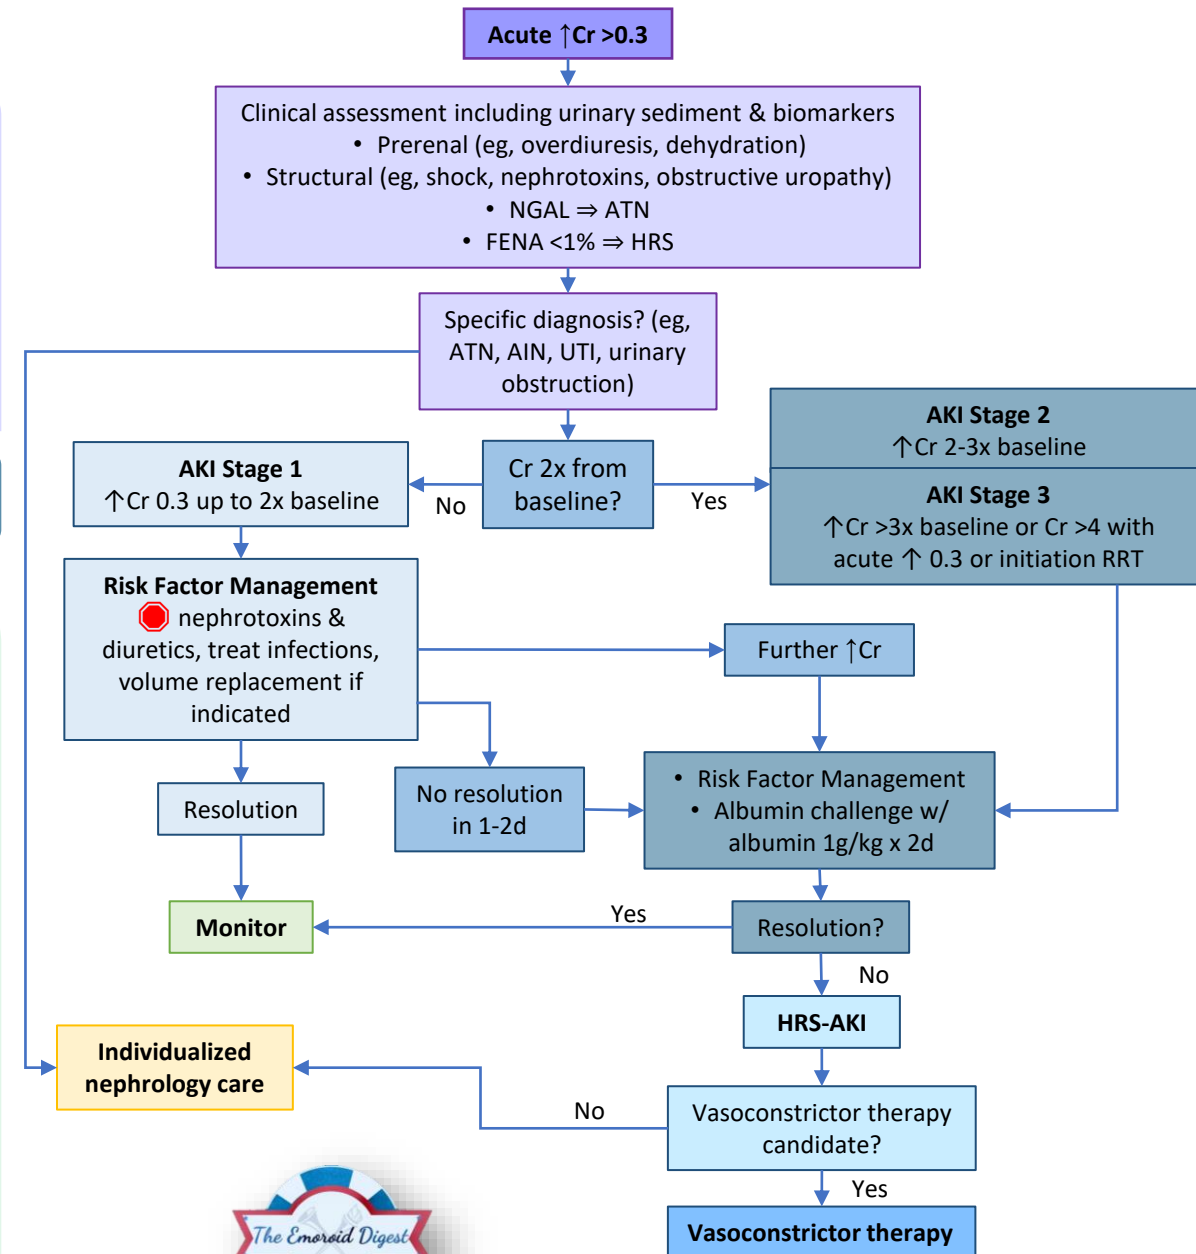 Acute ↑Cr >0.3
Clinical assessment including urinary sediment & biomarkers
• Prerenal (eg, overdiuresis, dehydration)
• Structural (eg, shock, nephrotoxins, obstructive uropathy)
• NGAL ⇒ ATN
• FENA <1% ⇒ HRS
Specific diagnosis? (eg,
ATN, AIN, UTI, urinary
obstruction)
Cr 2x from
baseline?
No
Yes
AKI Stage 1
↑Cr 0.3 up to 2x baseline
AKI Stage 2
↑Cr 2-3x baseline
AKI Stage 3
↑Cr >3x baseline or Cr >4 with
acute ↑ 0.3 or initiation RRT
Risk Factor Management
nephrotoxins &
diuretics, treat infections,
volume replacement if
indicated
Further ↑Cr
Resolution
No resolution
in 1-2d
• Risk Factor Management
• Albumin challenge w/
albumin 1g/kg x 2d
Monitor
Yes
Resolution?
No
HRS-AKI
Individualized
nephrology care
No
Vasoconstrictor therapy
candidate?
Yes
Vasoconstrictor therapy
The Emoroid Digest